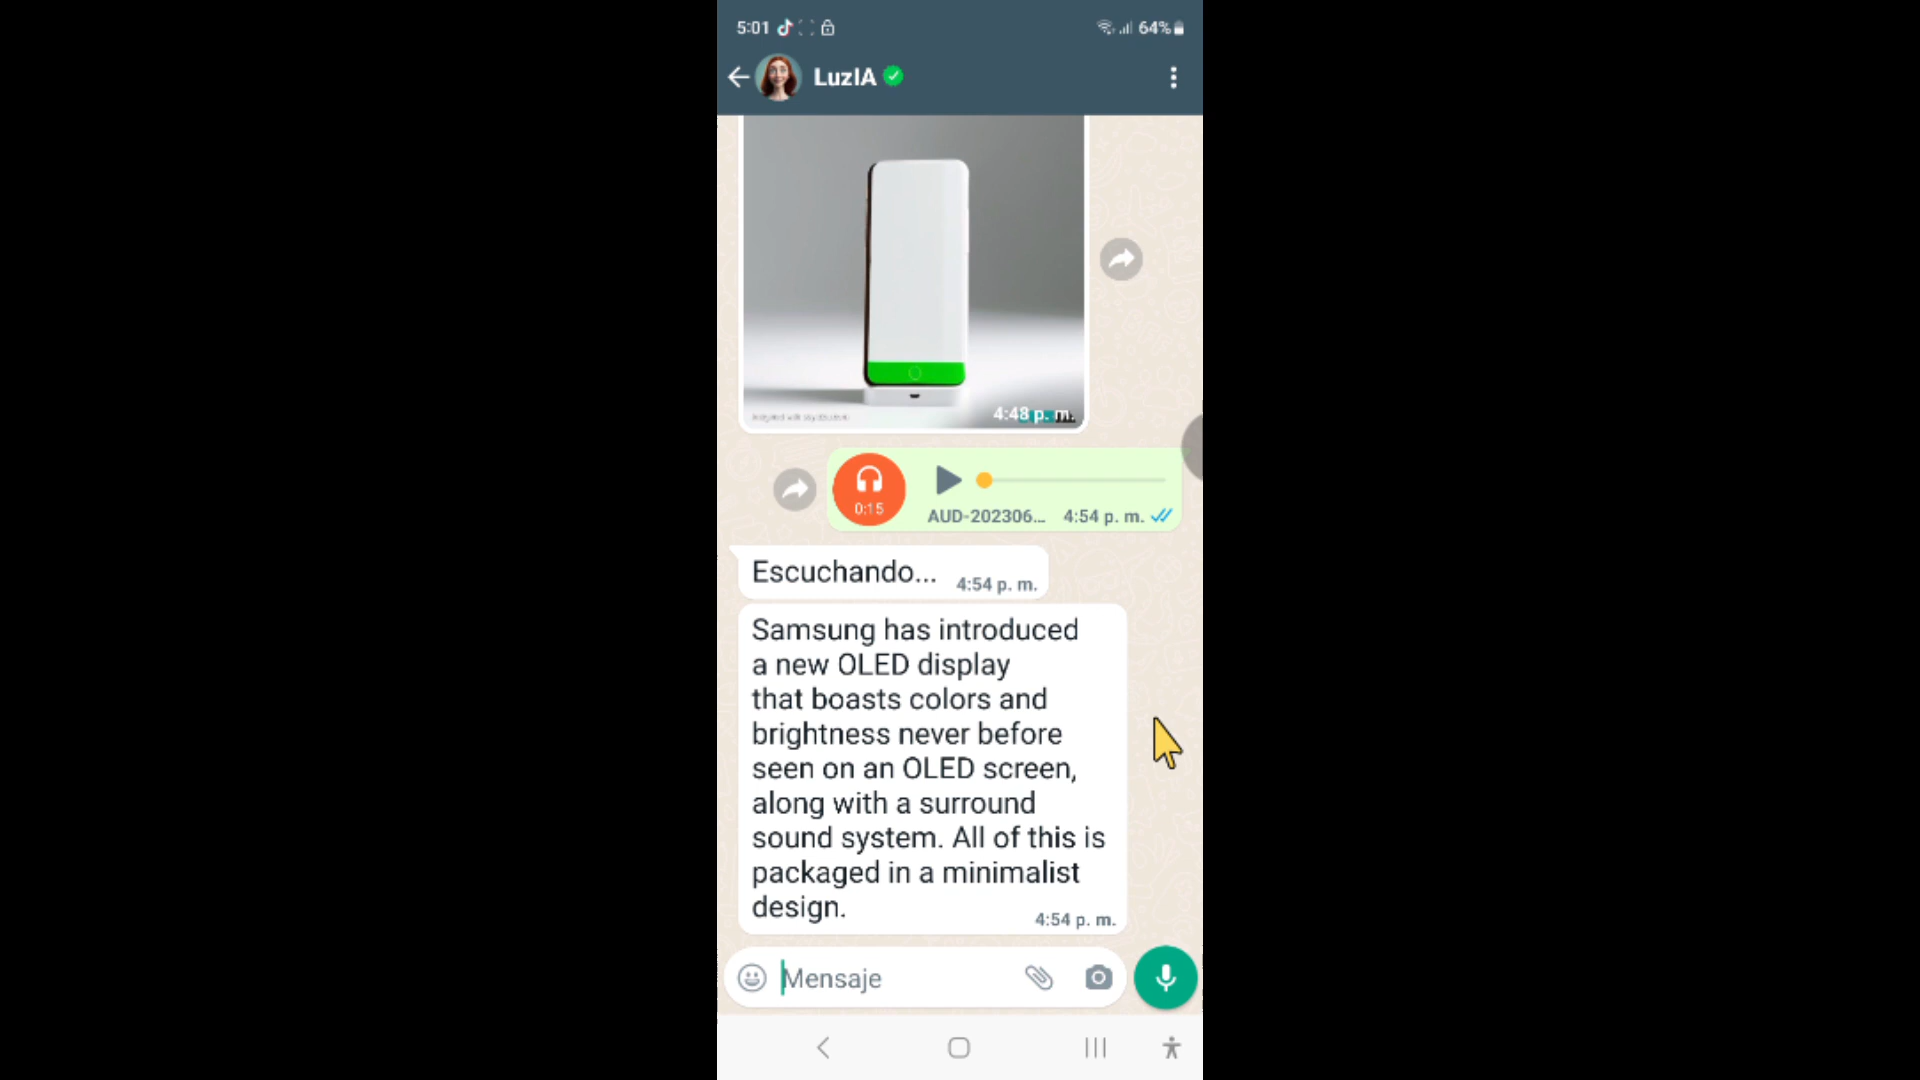 5:01 64%
LuzIA
4:48 p. m.
0:15
AUD-202306... 4:54 p. m.
Escuchando... 4:54 p. m.
Samsung has introduced
a new OLED display
that boasts colors and
brightness never before
seen on an OLED screen,
along with a surround
sound system. All of this is
packaged in a minimalist
design.
4:54 p. m.
Mensaje